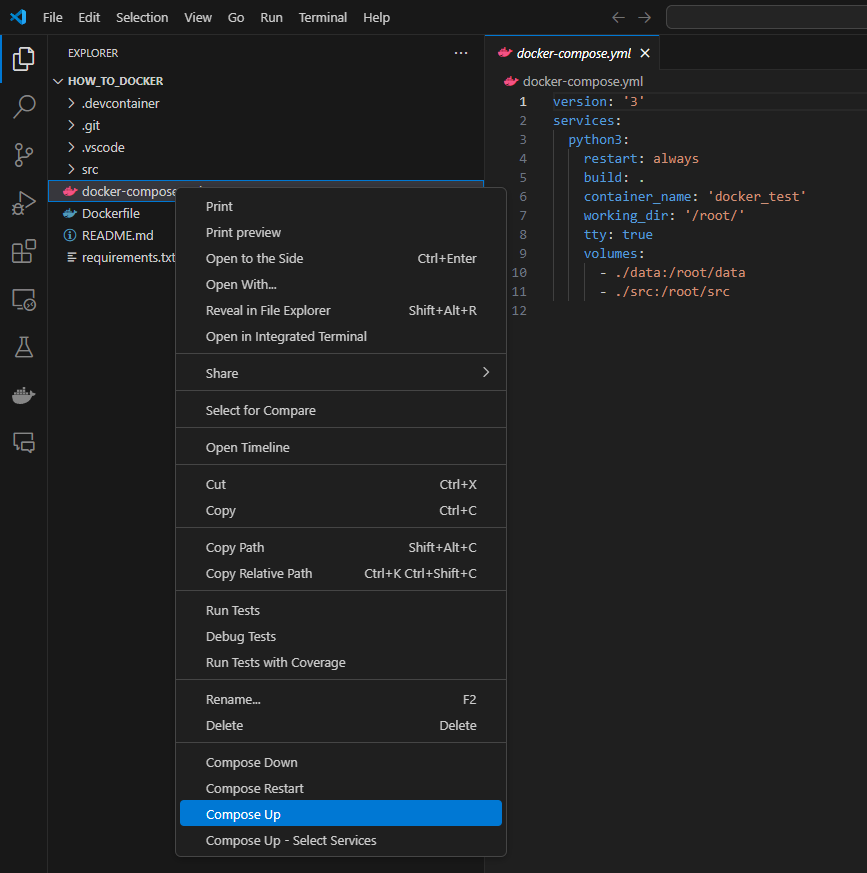 File Edit Selection View Go Run Terminal Help
EXPLORER
HOW_TO_DOCKER
.devcontainer
.git
.vscode
src
docker-compose
Dockerfile
README.md
requirements.txt
Print
Print preview
Open to the Side Ctrl+Enter
Open With...
Reveal in File Explorer Shift+Alt+R
Open in Integrated Terminal
Share
Select for Compare
Open Timeline
Cut Ctrl+X
Copy Ctrl+C
Copy Path Shift+Alt+C
Copy Relative Path Ctrl+K Ctrl+Shift+C
Run Tests
Debug Tests
Run Tests with Coverage
Rename... F2
Delete Delete
Compose Down
Compose Restart
Compose Up
Compose Up - Select Services
docker-compose.yml
docker-compose.yml
1 version: '3'
2 services:
3 python3:
4 restart: always
5 build: .
6 container_name: 'docker_test'
7 working_dir: '/root/'
8 tty: true
9 volumes:
10 - ./data:/root/data
11 - ./src:/root/src
12